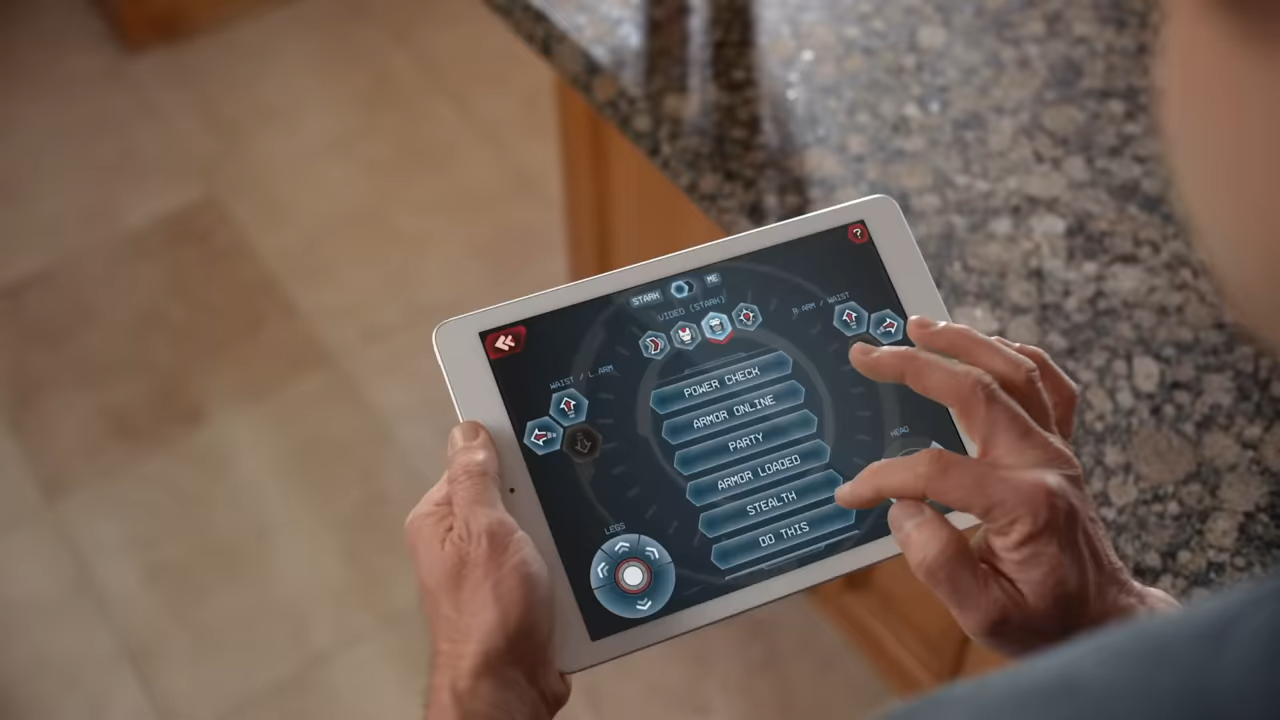 STARK
ME
?
VIDEO (STARK)
R ARM / WAIST
WAIST / L ARM
POWER CHECK
ARMOR ONLINE
PARTY
ARMOR LOADED
STEALTH
DO THIS
HEAD
LEGS